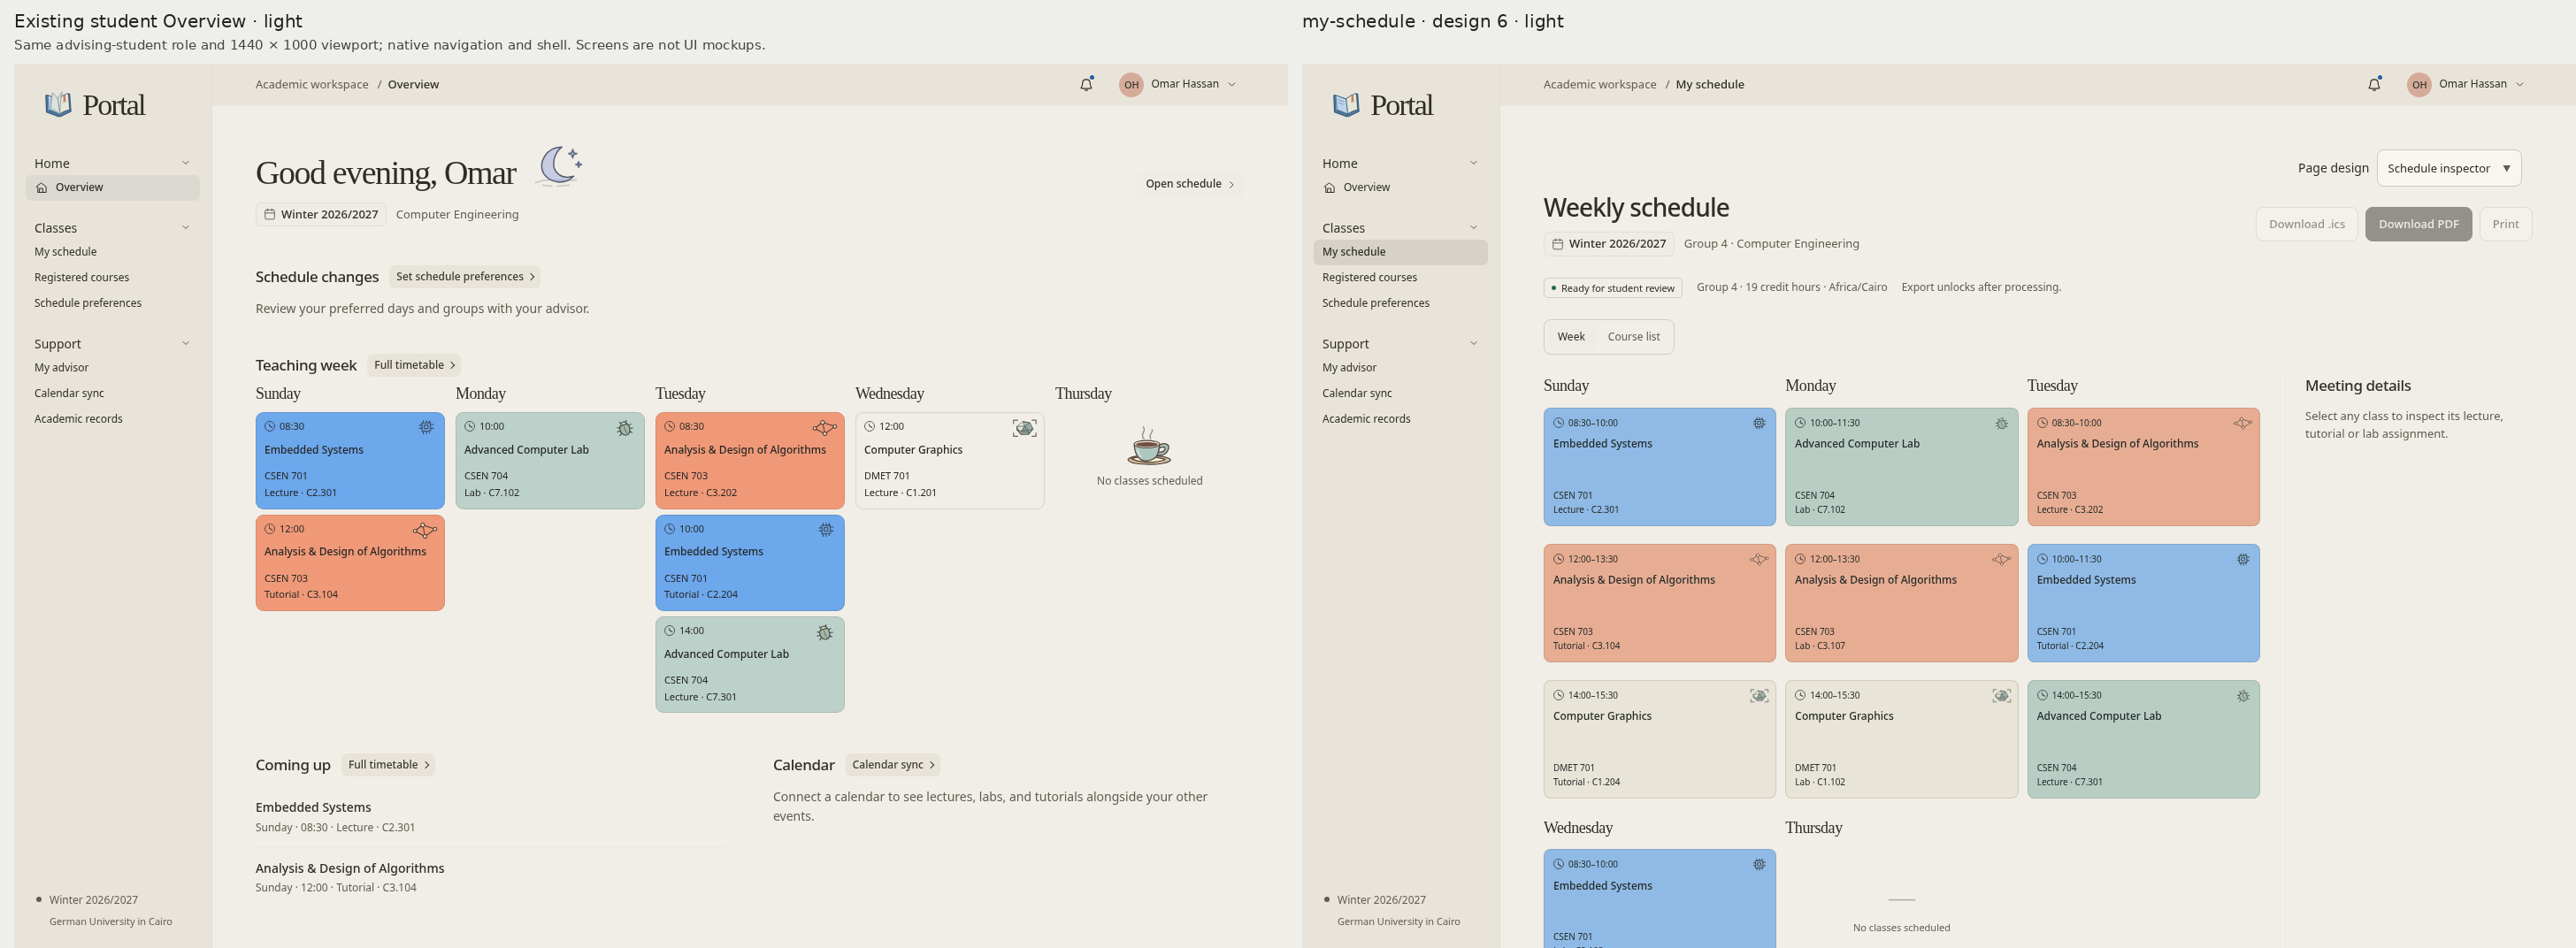 Existing student Overview · light
Same advising-student role and 1440 × 1000 viewport; native navigation and shell. Screens are not UI mockups.
Portal
Home
Overview
Classes
My schedule
Registered courses
Schedule preferences
Support
My advisor
Calendar sync
Academic records
Winter 2026/2027
German University in Cairo
Academic workspace / Overview
OH Omar Hassan
Good evening, Omar
Open schedule
Winter 2026/2027 Computer Engineering
Schedule changes Set schedule preferences
Review your preferred days and groups with your advisor.
Teaching week Full timetable
Sunday
08:30
Embedded Systems
CSEN 701
Lecture · C2.301
12:00
Analysis & Design of Algorithms
CSEN 703
Tutorial · C3.104
Monday
10:00
Advanced Computer Lab
CSEN 704
Lab · C7.102
Tuesday
08:30
Analysis & Design of Algorithms
CSEN 703
Lecture · C3.202
10:00
Embedded Systems
CSEN 701
Tutorial · C2.204
14:00
Advanced Computer Lab
CSEN 704
Lecture · C7.301
Wednesday
12:00
Computer Graphics
DMET 701
Lecture · C1.201
Thursday
No classes scheduled
Coming up Full timetable
Embedded Systems
Sunday · 08:30 · Lecture · C2.301
Analysis & Design of Algorithms
Sunday · 12:00 · Tutorial · C3.104
Calendar Calendar sync
Connect a calendar to see lectures, labs, and tutorials alongside your other
events.
my-schedule · design 6 · light
Portal
Home
Overview
Classes
My schedule
Registered courses
Schedule preferences
Support
My advisor
Calendar sync
Academic records
Winter 2026/2027
German University in Cairo
Academic workspace / My schedule
OH Omar Hassan
Page design Schedule inspector
Weekly schedule
Download .ics Download PDF Print
Winter 2026/2027 Group 4 · Computer Engineering
Ready for student review Group 4 · 19 credit hours · Africa/Cairo Export unlocks after processing.
Week Course list
Sunday
08:30–10:00
Embedded Systems
CSEN 701
Lecture · C2.301
12:00–13:30
Analysis & Design of Algorithms
CSEN 703
Tutorial · C3.104
14:00–15:30
Computer Graphics
DMET 701
Tutorial · C1.204
Monday
10:00–11:30
Advanced Computer Lab
CSEN 704
Lab · C7.102
12:00–13:30
Analysis & Design of Algorithms
CSEN 703
Lab · C3.107
14:00–15:30
Computer Graphics
DMET 701
Lab · C1.102
Tuesday
08:30–10:00
Analysis & Design of Algorithms
CSEN 703
Lecture · C3.202
10:00–11:30
Embedded Systems
CSEN 701
Tutorial · C2.204
14:00–15:30
Advanced Computer Lab
CSEN 704
Lecture · C7.301
Wednesday
08:30–10:00
Embedded Systems
CSEN 701
Thursday
No classes scheduled
Meeting details
Select any class to inspect its lecture,
tutorial or lab assignment.